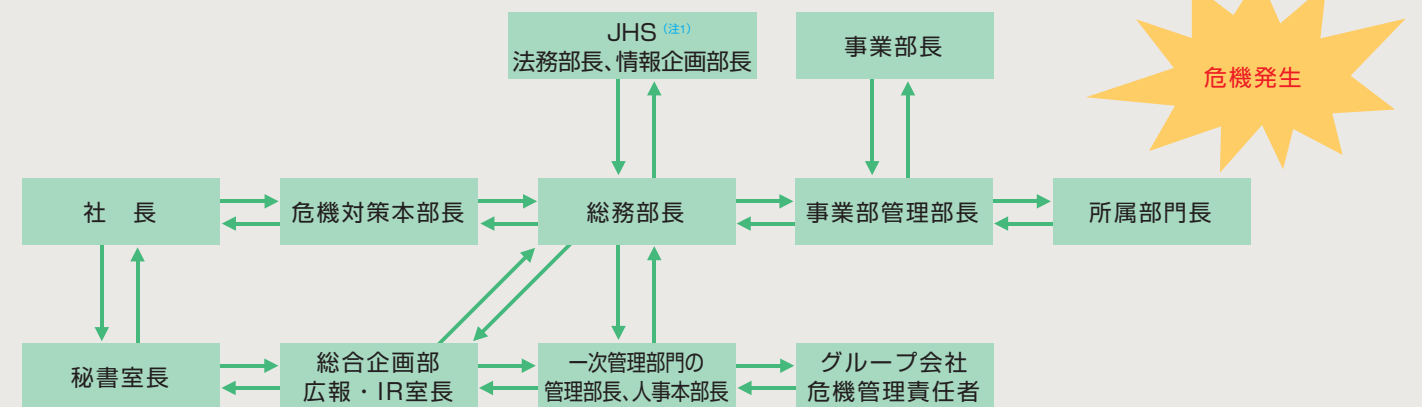 JHS（注1）
法務部長、情報企画部長
事業部長
危機発生
社　長
危機対策本部長
総務部長
事業部管理部長
所属部門長
秘書室長
総合企画部
広報・IR室長
一次管理部門の
管理部長、人事本部長
グループ会社
危機管理責任者